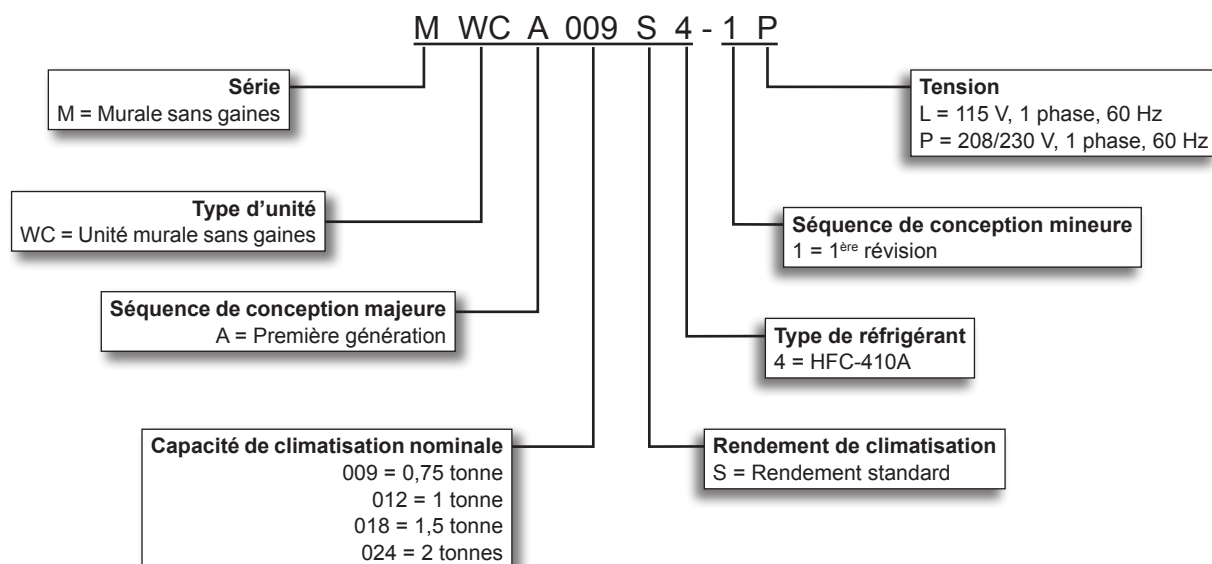 M WC A 009 S 4 - 1 P
Série
M = Murale sans gaines
Tension
L = 115 V, 1 phase, 60 Hz
P = 208/230 V, 1 phase, 60 Hz
Type d’unité
WC = Unité murale sans gaines
Séquence de conception mineure
1 = 1ère révision
Séquence de conception majeure
A = Première génération
Type de réfrigérant
4 = HFC-410A
Capacité de climatisation nominale
009 = 0,75 tonne
012 = 1 tonne
018 = 1,5 tonne
024 = 2 tonnes
Rendement de climatisation
S = Rendement standard